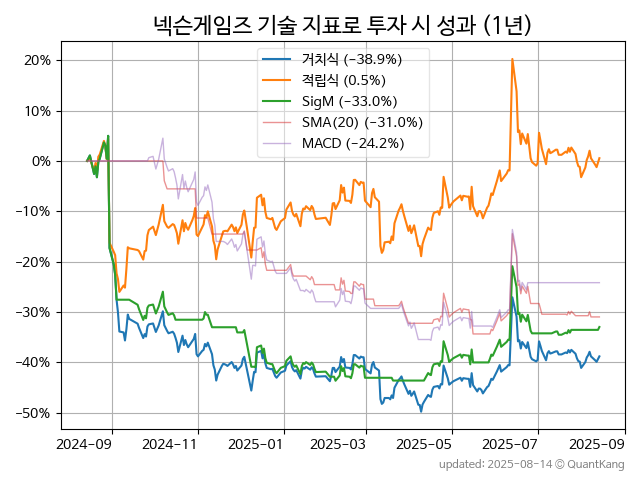 넥슨게임즈 기술 지표로 투자 시 성과 (1년)
거치식 (-38.9%)
적립식 (0.5%)
SigM (-33.0%)
SMA(20) (-31.0%)
MACD (-24.2%)
20%
10%
0%
-10%
-20%
-30%
-40%
-50%
2024-09 2024-11 2025-01 2025-03 2025-05 2025-07 2025-09
updated: 2025-08-14 © QuantKang